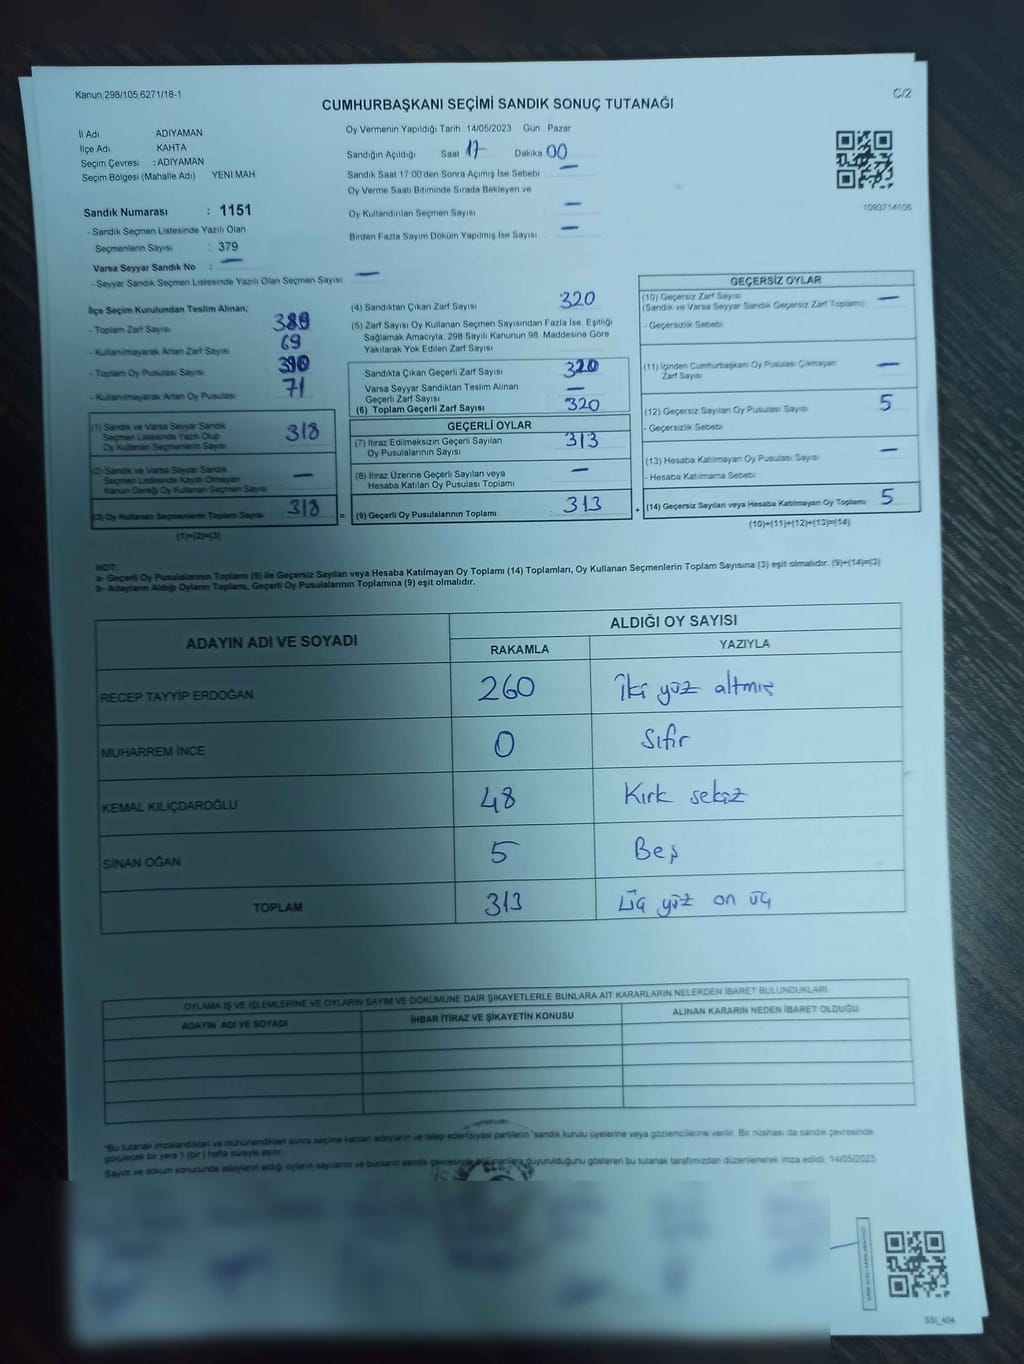 Kanun:298/105,6271/18-1
C/2
CUMHURBAŞKANI SEÇİMİ SANDIK SONUÇ TUTANAĞI
İl Adı ADIYAMAN
İlçe Adı KAHTA
Seçim Çevresi : ADIYAMAN
Seçim Bölgesi (Mahalle Adı) YENİ MAH
Sandık Numarası : 1151
- Sandık Seçmen Listesinde Yazılı Olan
Seçmenlerin Sayısı : 379
Varsa Seyyar Sandık No : —
- Seyyar Sandık Seçmen Listesinde Yazılı Olan Seçmen Sayısı: —
Oy Vermenin Yapıldığı Tarih 14/05/2023 Gün Pazar
Sandığın Açıldığı Saat 17 Dakika 00
Sandık Saat 17:00'den Sonra Açımış İse Sebebi —
Oy Verme Saati Bitiminde Sırada Bekleyen ve
Oy Kullandırılan Seçmen Sayısı —
Birden Fazla Sayım Döküm Yapılmış İse Sayısı —
1093714105
İlçe Seçim Kurulundan Teslim Alınan;
- Toplam Zarf Sayısı
- Kullanılmayarak Artan Zarf Sayısı 69
- Toplam Oy Pusulası Sayısı
- Kullanılmayarak Artan Oy Pusulası 71
(1) Sandık ve Varsa Seyyar Sandık
Seçmen Listesinde Yazılı Olup
Oy Kullanan Seçmenlerin Sayısı 318
(2) Sandık ve Varsa Seyyar Sandık
Seçmen Listesinde Kayıtlı Olmayan
Kanun Gereği Oy Kullanan Seçmen Sayısı —
(3) Oy Kullanan Seçmenlerin Toplam Sayısı 318 =
(1)+(2)=(3)
(4) Sandıktan Çıkan Zarf Sayısı 320
(5) Zarf Sayısı Oy Kullanan Seçmen Sayısından Fazla İse, Eşitliği
Sağlamak Amacıyla; 298 Sayılı Kanunun 98. Maddesine Göre
Yakılarak Yok Edilen Zarf Sayısı
Sandıkta Çıkan Geçerli Zarf Sayısı 320
Varsa Seyyar Sandıktan Teslim Alınan
Geçerli Zarf Sayısı —
(6) Toplam Geçerli Zarf Sayısı 320
GEÇERLİ OYLAR
(7) İtiraz Edilmeksizin Geçerli Sayılan
Oy Pusulalarının Sayısı 313
(8) İtiraz Üzerine Geçerli Sayılan veya
Hesaba Katılan Oy Pusulası Toplamı —
(9) Geçerli Oy Pusulalarının Toplamı 313 +
GEÇERSİZ OYLAR
(10) Geçersiz Zarf Sayısı —
(Sandık ve Varsa Seyyar Sandık Geçersiz Zarf Toplamı)
- Geçersizlik Sebebi
(11) İçinden Cumhurbaşkanı Oy Pusulası Çıkmayan
Zarf Sayısı —
(12) Geçersiz Sayılan Oy Pusulası Sayısı 5
- Geçersizlik Sebebi
(13) Hesaba Katılmayan Oy Pusulası Sayısı —
- Hesaba Katılmama Sebebi
(14) Geçersiz Sayılan veya Hesaba Katılmayan Oy Toplamı 5
(10)+(11)+(12)+(13)=(14)
NOT:
a- Geçerli Oy Pusulalarının Toplamı (9) ile Geçersiz Sayılan veya Hesaba Katılmayan Oy Toplamı (14) Toplamları, Oy Kullanan Seçmenlerin Toplam Sayısına (3) eşit olmalıdır. (9)+(14)=(3)
b- Adayların Aldığı Oyların Toplamı, Geçerli Oy Pusulalarının Toplamına (9) eşit olmalıdır.
ADAYIN ADI VE SOYADI
ALDIĞI OY SAYISI
RAKAMLA YAZIYLA
RECEP TAYYİP ERDOĞAN 260 iki yüz altmış
MUHARREM İNCE 0 Sıfır
KEMAL KILIÇDAROĞLU 48 Kırk sekiz
SİNAN OĞAN 5 Beş
TOPLAM 313 Üç yüz on üç
OYLAMA İŞ VE İŞLEMLERİNE VE OYLARIN SAYIM VE DÖKÜMÜNE DAİR ŞİKAYETLERLE BUNLARA AİT KARARLARIN NELERDEN İBARET BULUNDUKLARI
ADAYIN ADI VE SOYADI İHBAR İTİRAZ VE ŞİKAYETİN KONUSU ALINAN KARARIN NEDEN İBARET OLDUĞU
"Bu tutanak imzalandıktan ve mühürlendikten sonra seçime katılan adayların ve talep eden siyasi partilerin "sandık kurulu üyelerine veya gözlemcilerine verilir. Bir nüshası da sandık çevresinde
görülecek bir yere 1 (bir) hafta süreyle asılır.
Sayım ve döküm sonucunda adayların aldığı oyların sayılarını ve bunların sandık çevresinde bulunanlara duyurulduğunu gösteren bu tutanak tarafımızdan düzenlenerek imza edildi. 14/05/2023
SSI_404